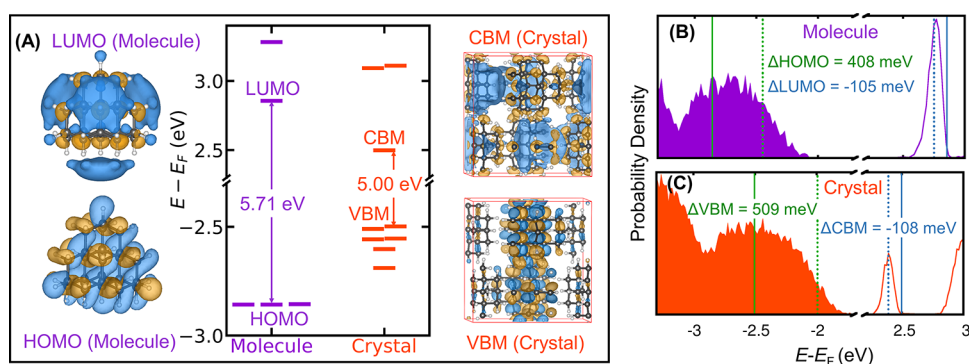 (A)
LUMO (Molecule)
HOMO (Molecule)
E − E_F (eV)
3.0
2.5
−2.5
−3.0
LUMO
5.71 eV
HOMO
CBM
5.00 eV
VBM
Molecule
Crystal
CBM (Crystal)
VBM (Crystal)
Probability Density
(B)
Molecule
ΔHOMO = 408 meV
ΔLUMO = -105 meV
(C)
Crystal
ΔVBM = 509 meV
ΔCBM = -108 meV
-3
-2.5
-2
2.5
3
E-E_F (eV)